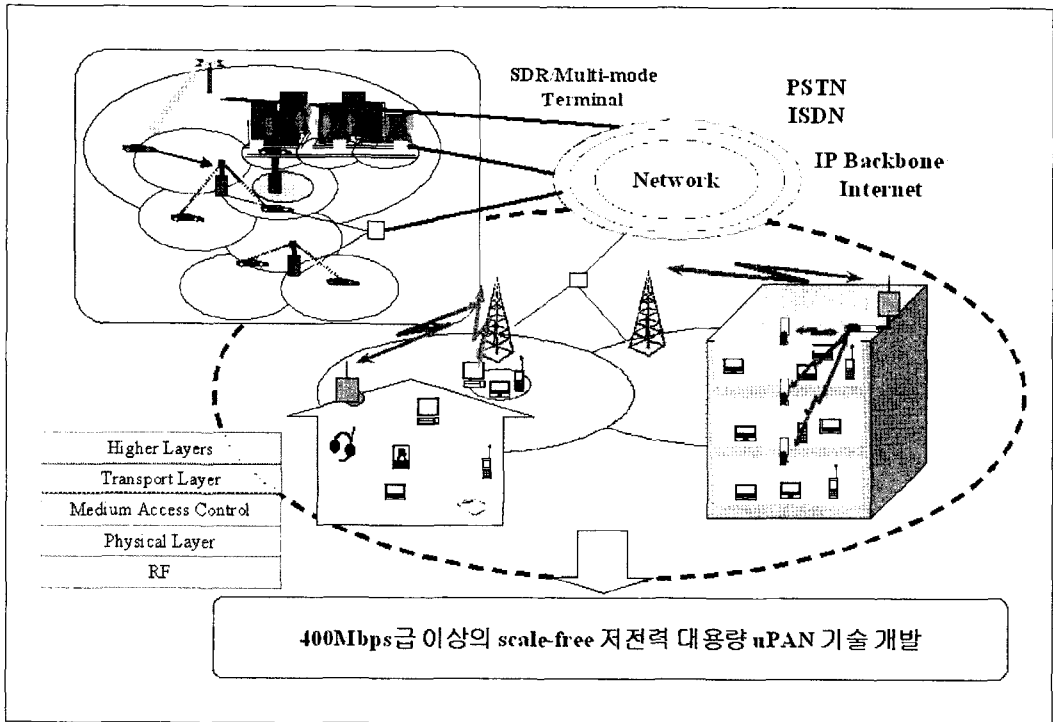 SDR/Multi-mode
Terminal
PSTN
ISDN
IP Backbone
Internet
Network
Higher Layers
Transport Layer
Medium Access Control
Physical Layer
RF
400Mbps급 이상의 scale-free 저전력 대용량 uPAN 기술 개발